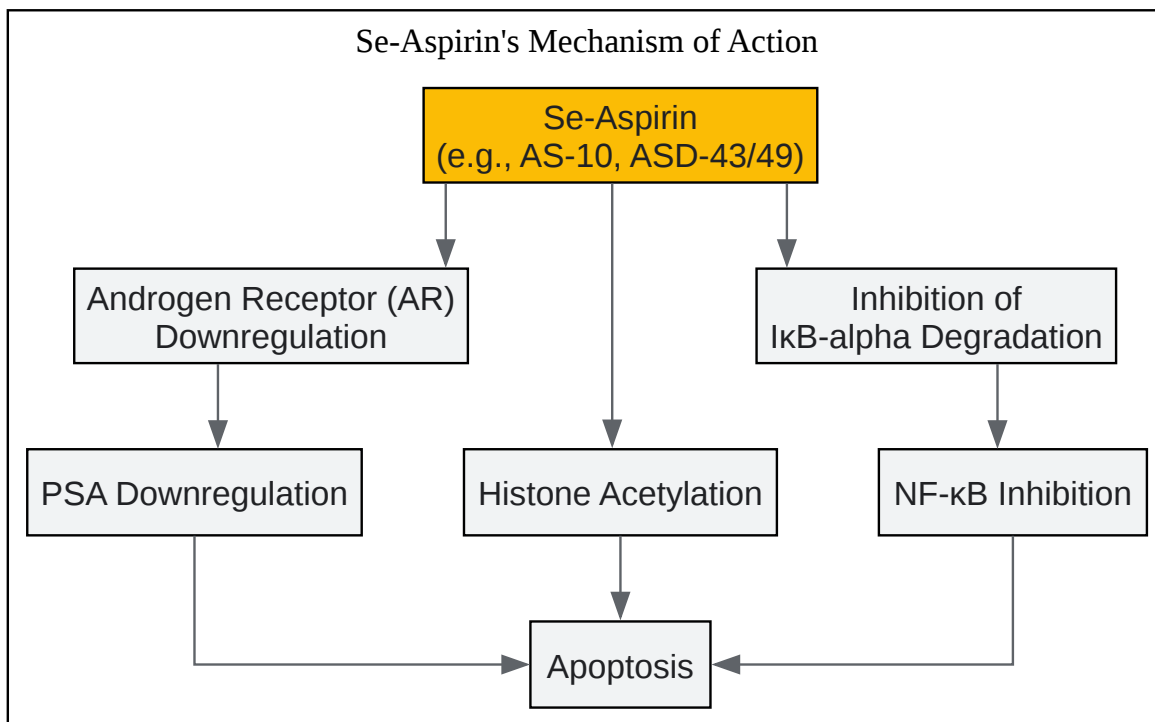 Se-Aspirin's Mechanism of Action
Se-Aspirin
(e.g., AS-10, ASD-43/49)
Androgen Receptor (AR)
Downregulation
Inhibition of
IκB-alpha Degradation
PSA Downregulation
Histone Acetylation
NF-κB Inhibition
Apoptosis